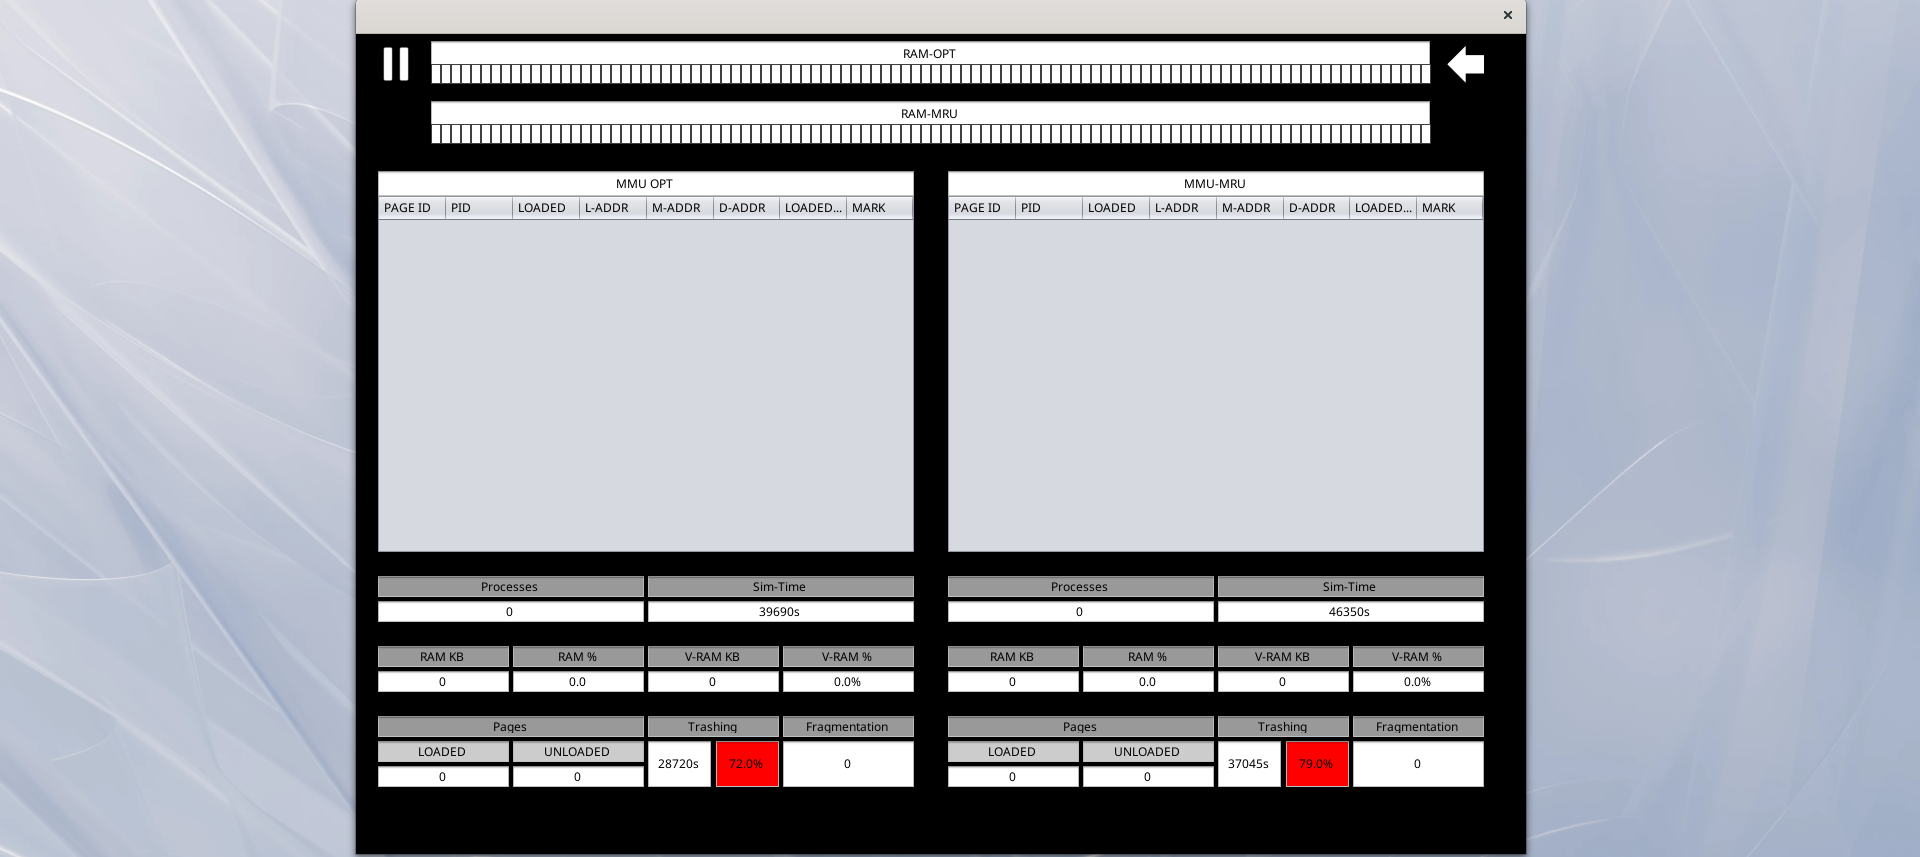 ×
RAM-OPT
RAM-MRU
MMU OPT
PAGE ID PID LOADED L-ADDR M-ADDR D-ADDR LOADED... MARK
MMU-MRU
PAGE ID PID LOADED L-ADDR M-ADDR D-ADDR LOADED... MARK
Processes Sim-Time
0 39690s
RAM KB RAM % V-RAM KB V-RAM %
0 0.0 0 0.0%
Pages Trashing Fragmentation
LOADED UNLOADED
28720s 72.0% 0
0 0
Processes Sim-Time
0 46350s
RAM KB RAM % V-RAM KB V-RAM %
0 0.0 0 0.0%
Pages Trashing Fragmentation
LOADED UNLOADED
37045s 79.0% 0
0 0